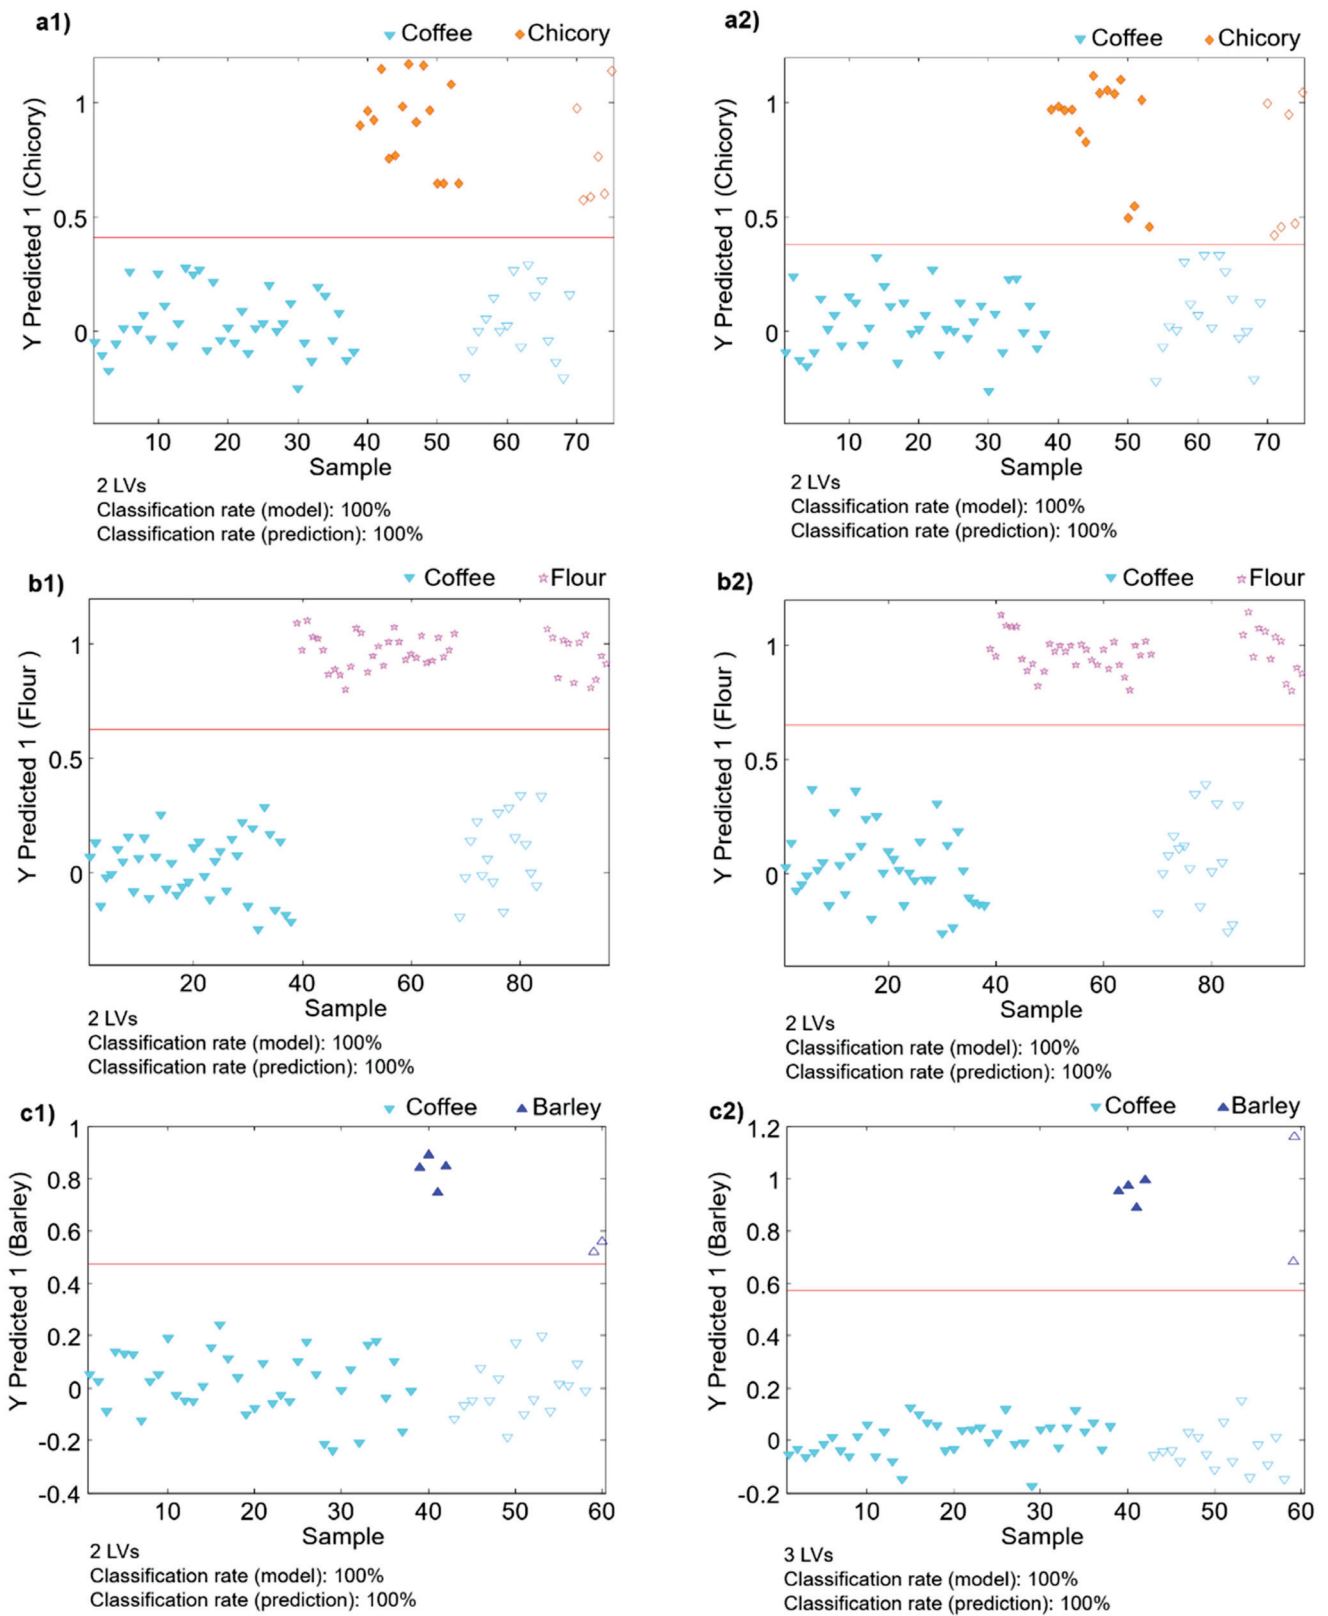 a1)
Coffee Chicory
Y Predicted 1 (Chicory)
1
0.5
0
10 20 30 40 50 60 70
Sample
2 LVs
Classification rate (model): 100%
Classification rate (prediction): 100%
a2)
Coffee Chicory
Y Predicted 1 (Chicory)
1
0.5
0
10 20 30 40 50 60 70
Sample
2 LVs
Classification rate (model): 100%
Classification rate (prediction): 100%
b1)
Coffee Flour
Y Predicted 1 (Flour )
1
0.5
0
20 40 60 80
Sample
2 LVs
Classification rate (model): 100%
Classification rate (prediction): 100%
b2)
Coffee Flour
Y Predicted 1 (Flour )
1
0.5
0
20 40 60 80
Sample
2 LVs
Classification rate (model): 100%
Classification rate (prediction): 100%
c1)
Coffee Barley
Y Predicted 1 (Barley)
1
0.8
0.6
0.4
0.2
0
-0.2
-0.4
10 20 30 40 50 60
Sample
2 LVs
Classification rate (model): 100%
Classification rate (prediction): 100%
c2)
Coffee Barley
Y Predicted 1 (Barley)
1.2
1
0.8
0.6
0.4
0.2
0
-0.2
10 20 30 40 50 60
Sample
3 LVs
Classification rate (model): 100%
Classification rate (prediction): 100%